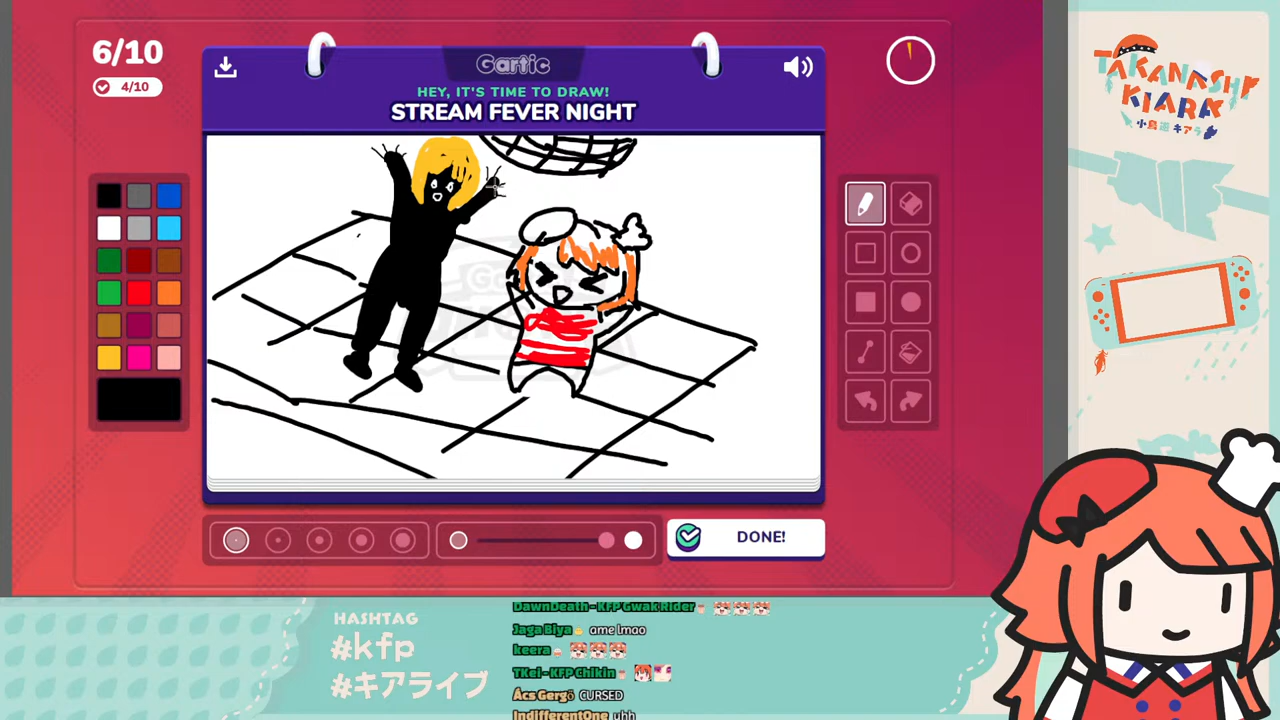 6/10
4/10
Gartic
HEY, IT'S TIME TO DRAW!
STREAM FEVER NIGHT
DONE!
TAKANASHI
KIARA
小鳥遊 キアラ
HASHTAG
#kfp
#キアライブ
DawnDeath - KFP Gwak Rider
Jaga Biya ame lmao
keera
TKei - KFP Chikin
Ács Gergő CURSED
IndifferentOne uhh